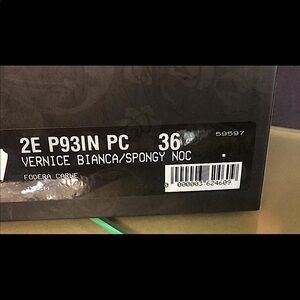 2E P93IN PC 36 59597
VERNICE BIANCA/SPONGY NOC
FODERA CARNE
0 000003 624609